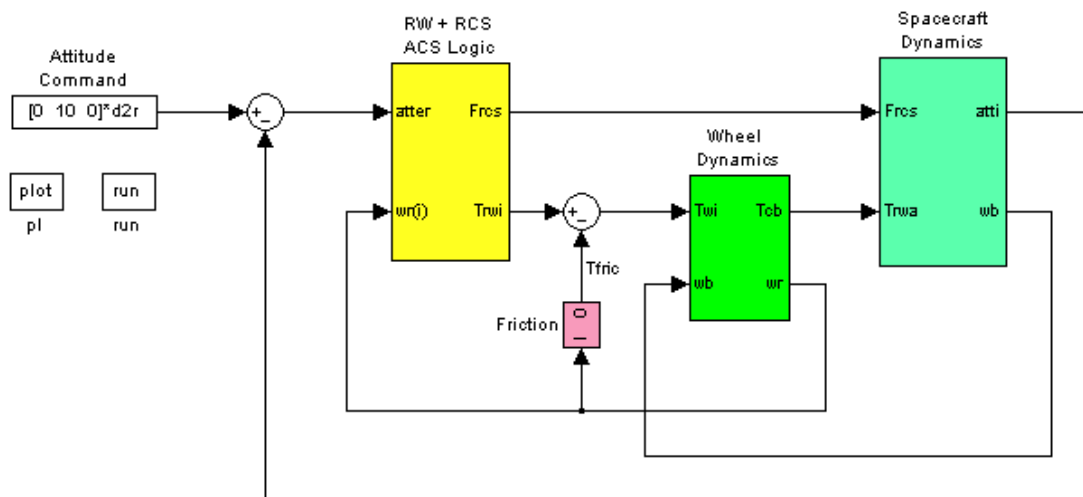 RW + RCS
ACS Logic
Spacecraft
Dynamics
Attitude
Command
[0 10 0]*d2r
+
−
atter
Frcs
Frcs
atti
Wheel
Dynamics
plot
run
pl
run
wr(i)
Trwi
+
−
Twi
Tcb
Trwa
wb
Tfric
wb
wr
Friction
O
I